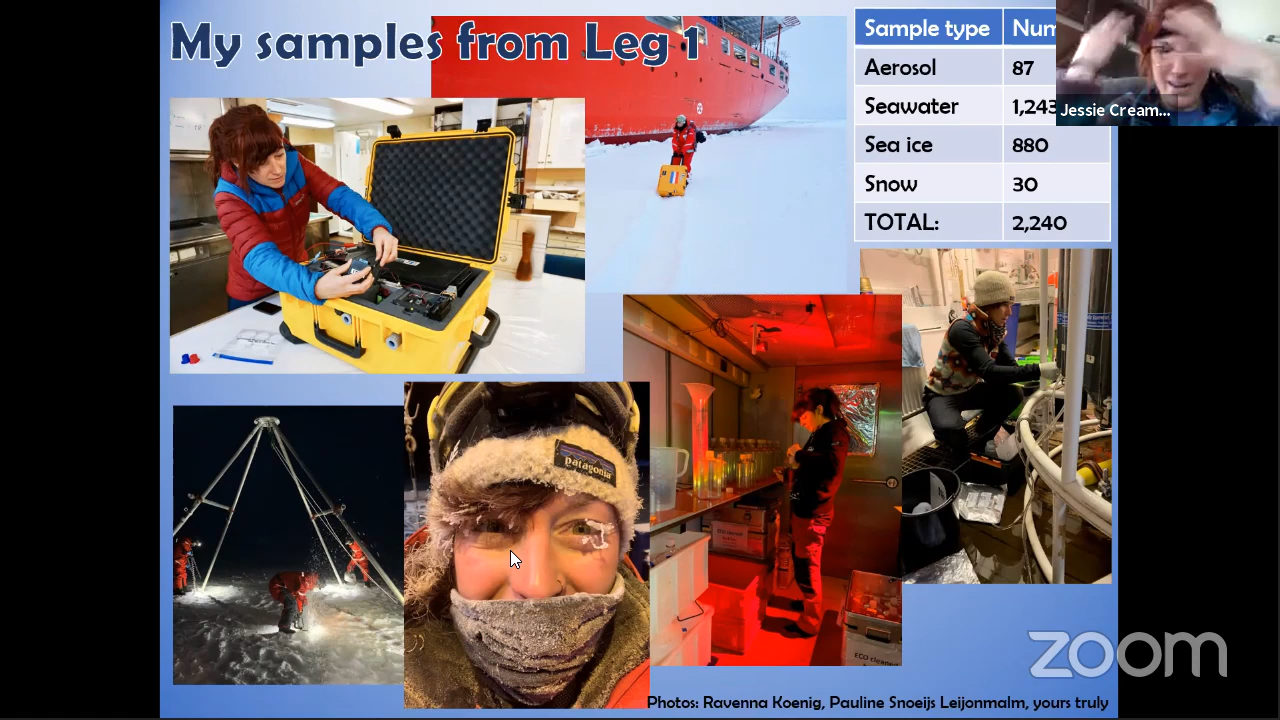 My samples from Leg 1
Sample type Num
Aerosol 87
Seawater 1,243
Sea ice 880
Snow 30
TOTAL: 2,240
Jessie Cream...
patagonia
zoom
Photos: Ravenna Koenig, Pauline Snoeijs Leijonmalm, yours truly